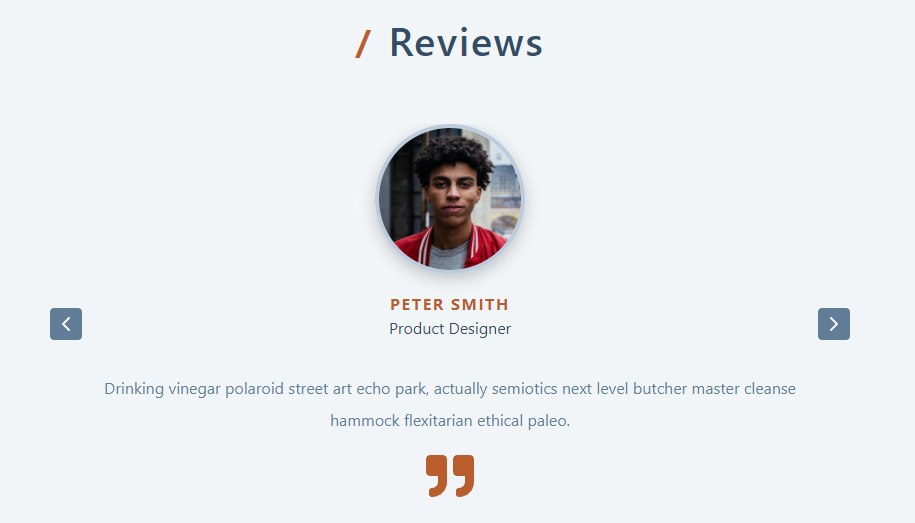 / Reviews
PETER SMITH
Product Designer
Drinking vinegar polaroid street art echo park, actually semiotics next level butcher master cleanse
hammock flexitarian ethical paleo.
”